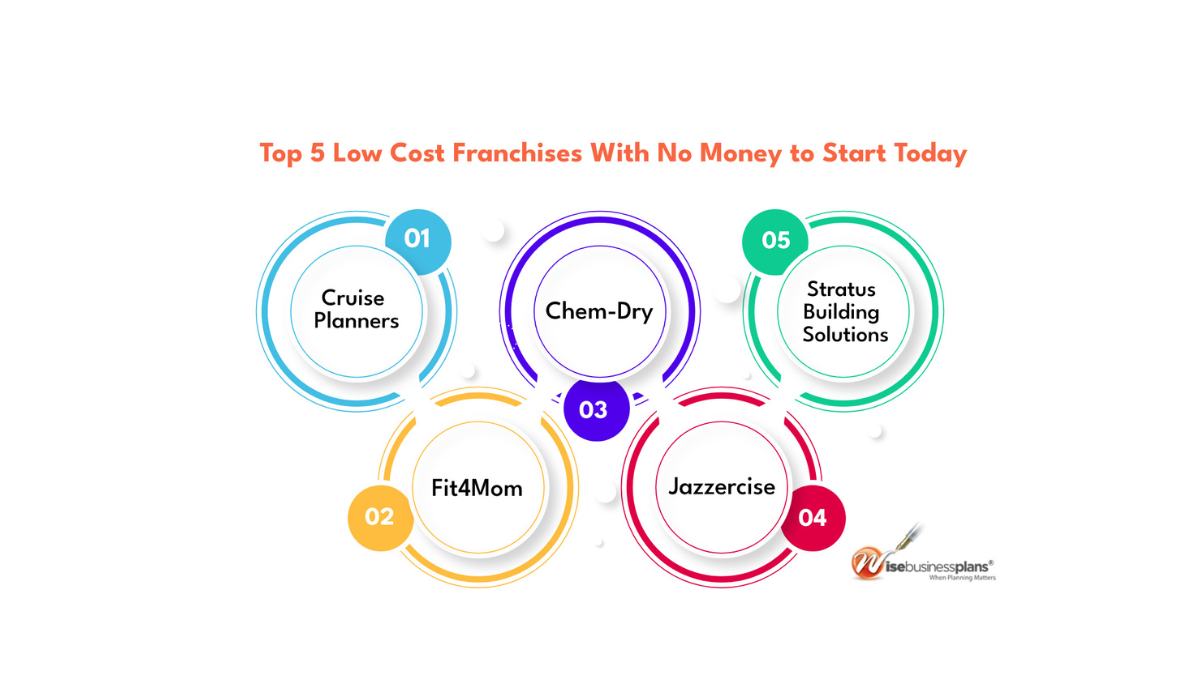 Top 5 Low Cost Franchises With No Money to Start Today
01
Cruise
Planners
02
Fit4Mom
03
Chem-Dry
04
Jazzercise
05
Stratus
Building
Solutions
Wisebusinessplans®
When Planning Matters